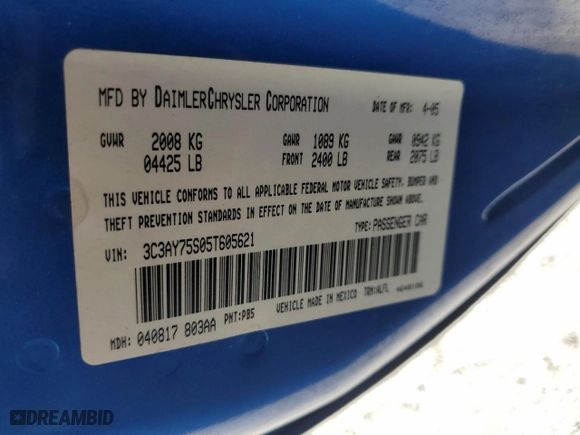 MFD BY DAIMLERCHRYSLER CORPORATION DATE OF MFR: 4-05
GVWR 2008 KG GAWR 1089 KG GAWR 0942 KG
04425 LB FRONT 2400 LB REAR 2075 LB
THIS VEHICLE CONFORMS TO ALL APPLICABLE FEDERAL MOTOR VEHICLE SAFETY, BUMPER AND
THEFT PREVENTION STANDARDS IN EFFECT ON THE DATE OF MANUFACTURE SHOWN ABOVE.
VIN: 3C3AY75S05T605621 TYPE: PASSENGER CAR
VEHICLE MADE IN MEXICO TRM:ALFL
MDH: 040817 803AA PNT:PB5
DREAMBID